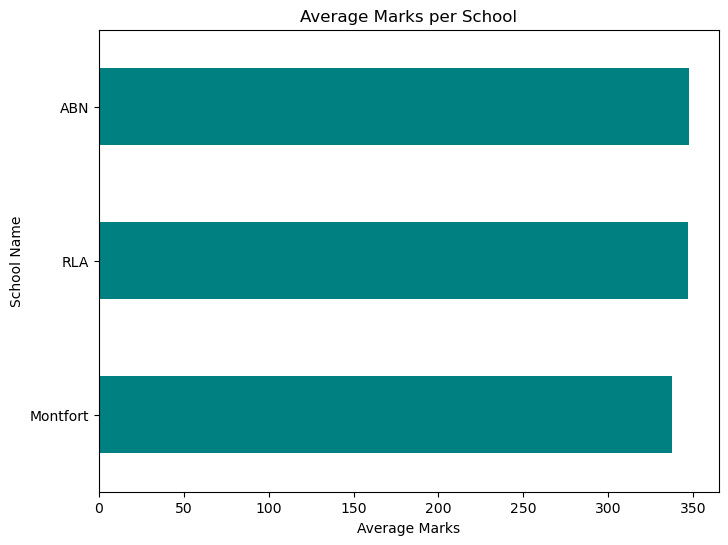 Average Marks per School
ABN
RLA
Montfort
School Name
0 50 100 150 200 250 300 350
Average Marks